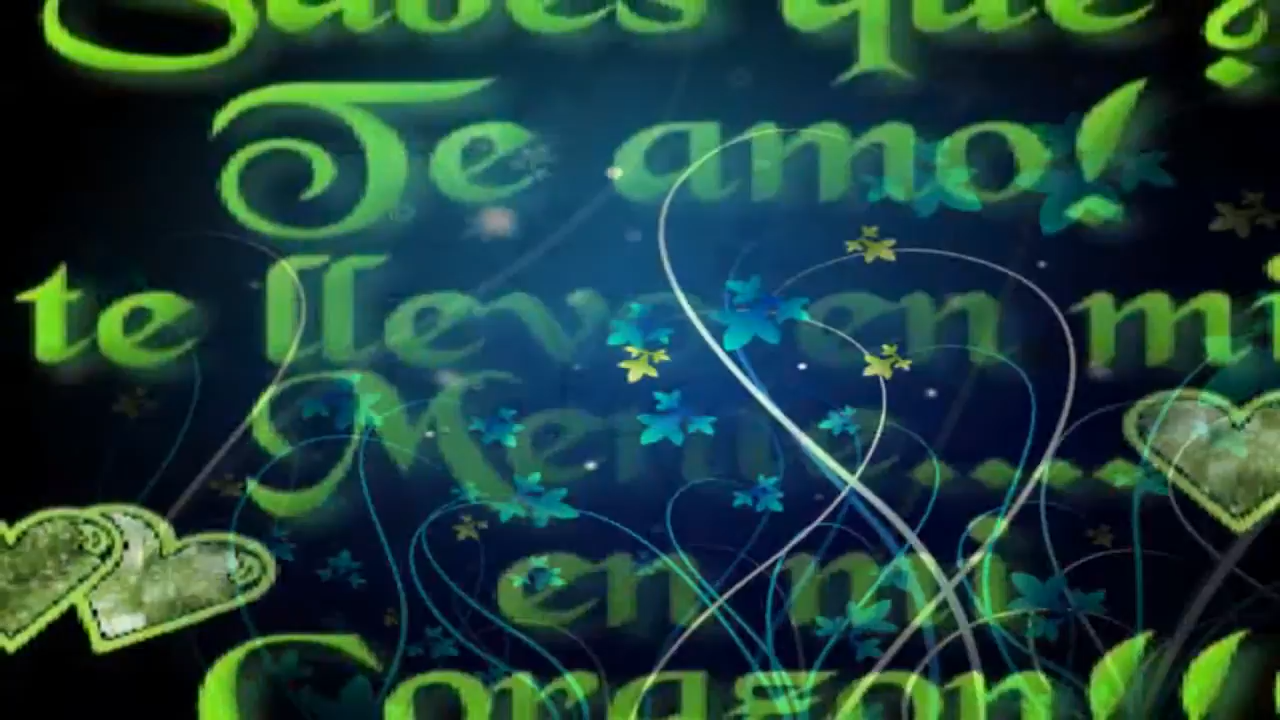 Sabes que ?
Te amo!
te llevo en mi
Mente.....
en mi
Corazon!!